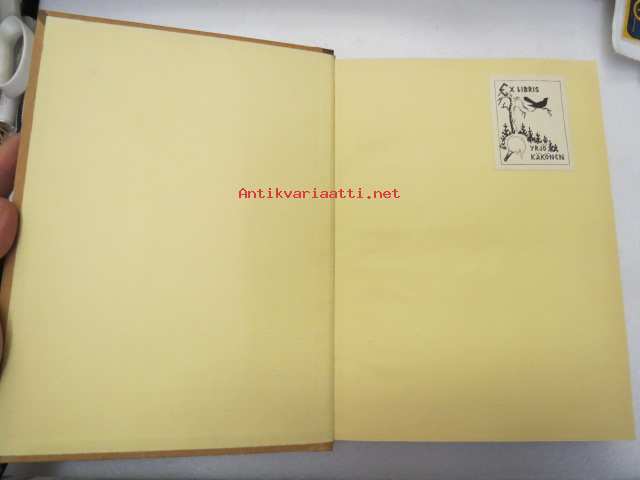 EX LIBRIS
YRJÖ
KÄKÖNEN
Antikvariaatti.net